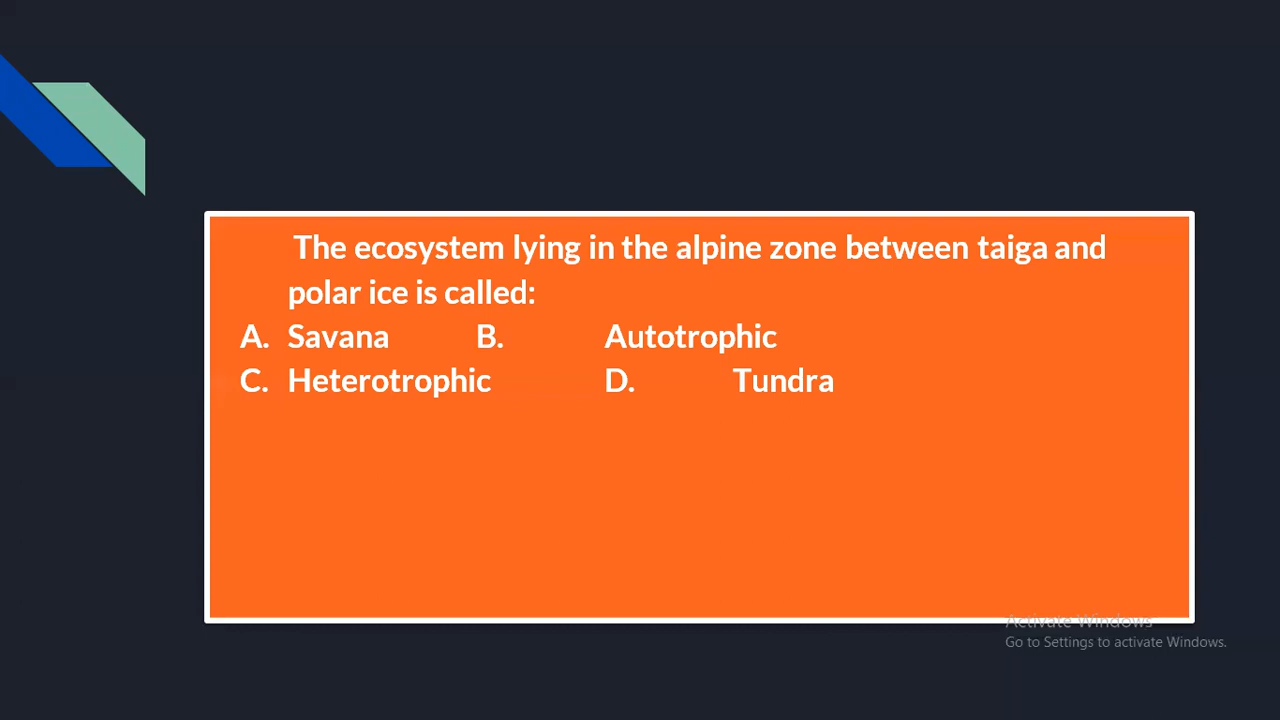 The ecosystem lying in the alpine zone between taiga and
polar ice is called:
A. Savana B. Autotrophic
C. Heterotrophic D. Tundra
Activate Windows
Go to Settings to activate Windows.